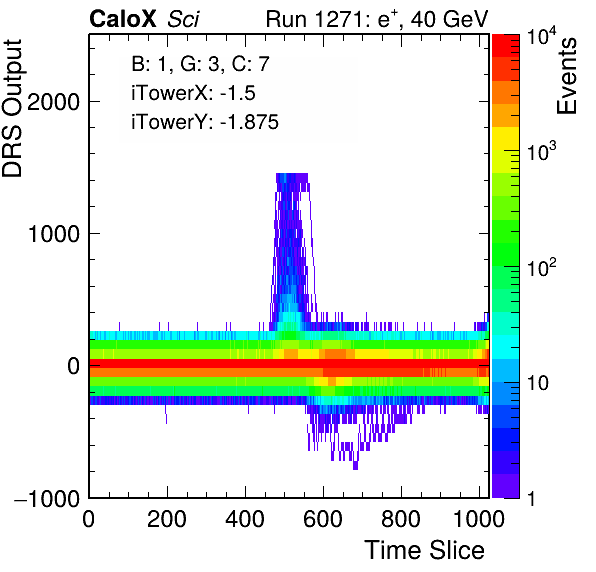 CaloX Sci
Run 1271: e⁺, 40 GeV
B: 1, G: 3, C: 7
iTowerX: -1.5
iTowerY: -1.875
DRS Output
2000
1000
0
−1000
0 200 400 600 800 1000
Time Slice
10⁴
10³
10²
10
1
Events